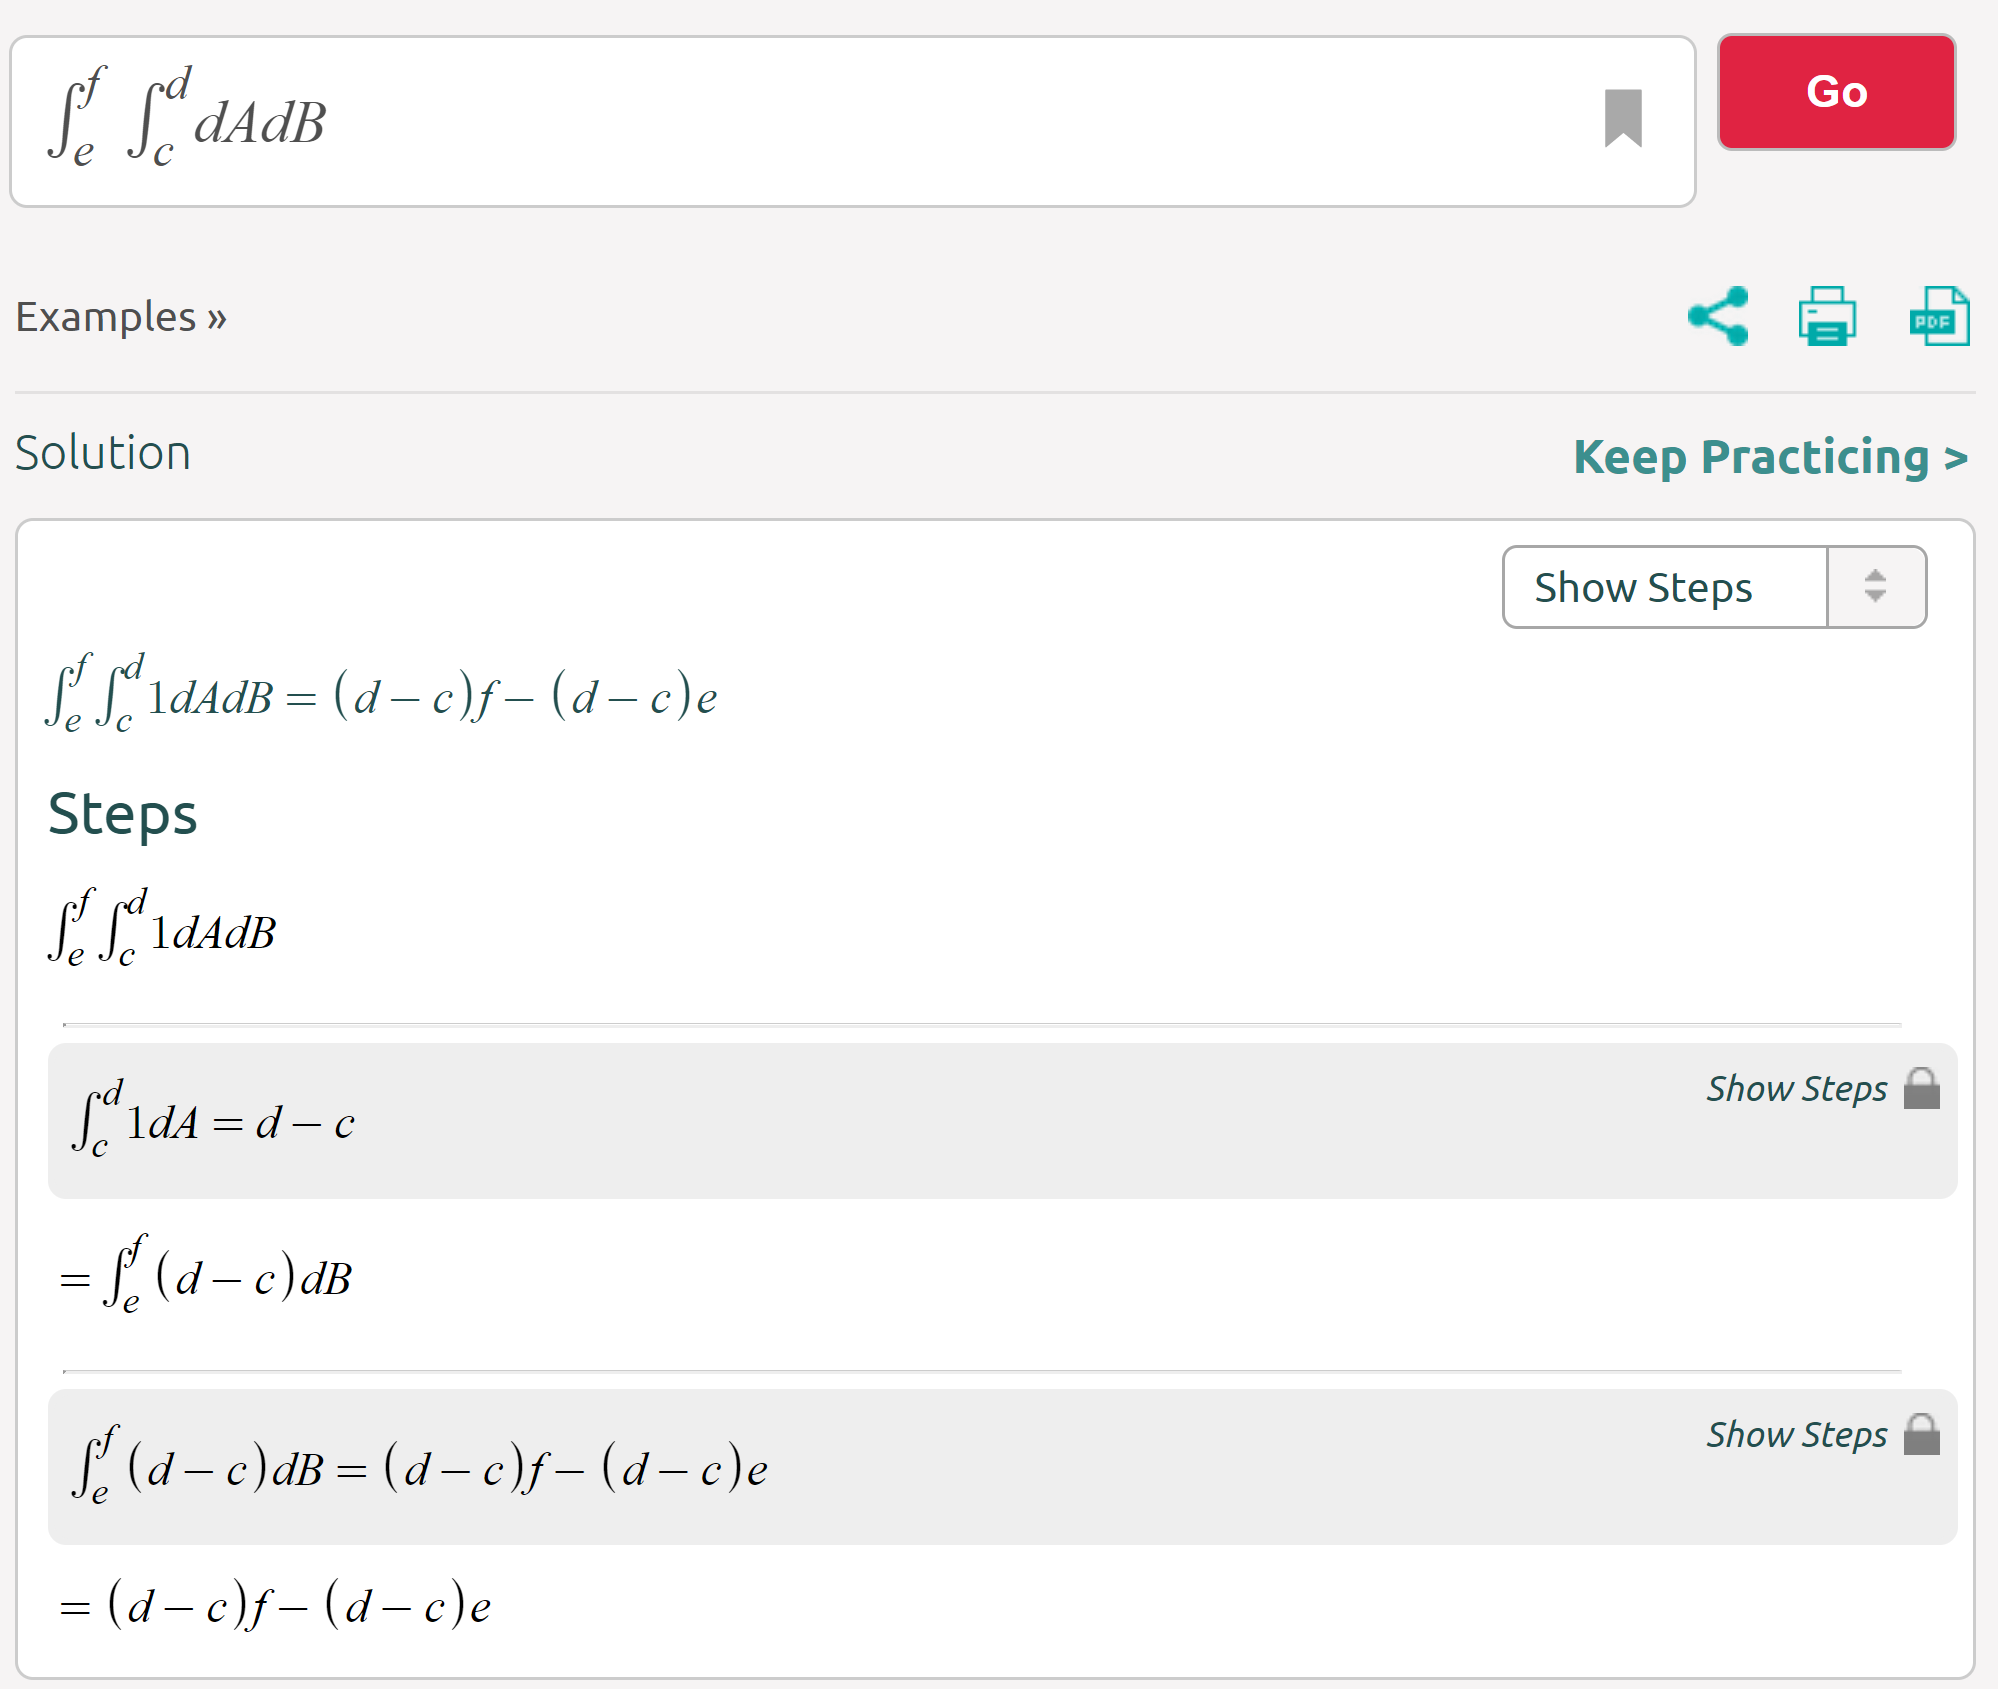 ∫_e^f ∫_c^d dAdB
Go
Examples »
PDF
Solution
Keep Practicing >
Show Steps
∫_e^f ∫_c^d 1dAdB = (d − c)f − (d − c)e
Steps
∫_e^f ∫_c^d 1dAdB
Show Steps
∫_c^d 1dA = d − c
= ∫_e^f (d − c)dB
Show Steps
∫_e^f (d − c)dB = (d − c)f − (d − c)e
= (d − c)f − (d − c)e